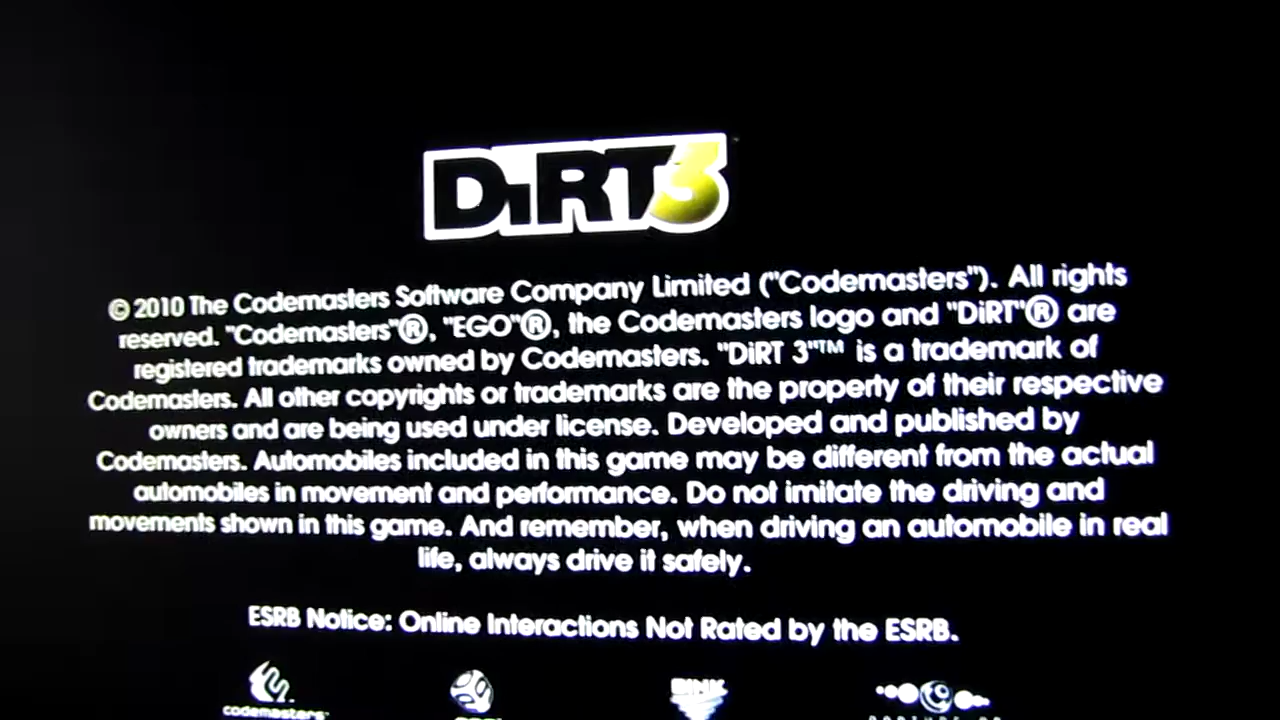 DiRT3
© 2010 The Codemasters Software Company Limited ("Codemasters"). All rights
reserved. "Codemasters"®, "EGO"®, the Codemasters logo and "DiRT"® are
registered trademarks owned by Codemasters. "DiRT 3"™ is a trademark of
Codemasters. All other copyrights or trademarks are the property of their respective
owners and are being used under license. Developed and published by
Codemasters. Automobiles included in this game may be different from the actual
automobiles in movement and performance. Do not imitate the driving and
movements shown in this game. And remember, when driving an automobile in real
life, always drive it safely.
ESRB Notice: Online Interactions Not Rated by the ESRB.
codemasters
BINK